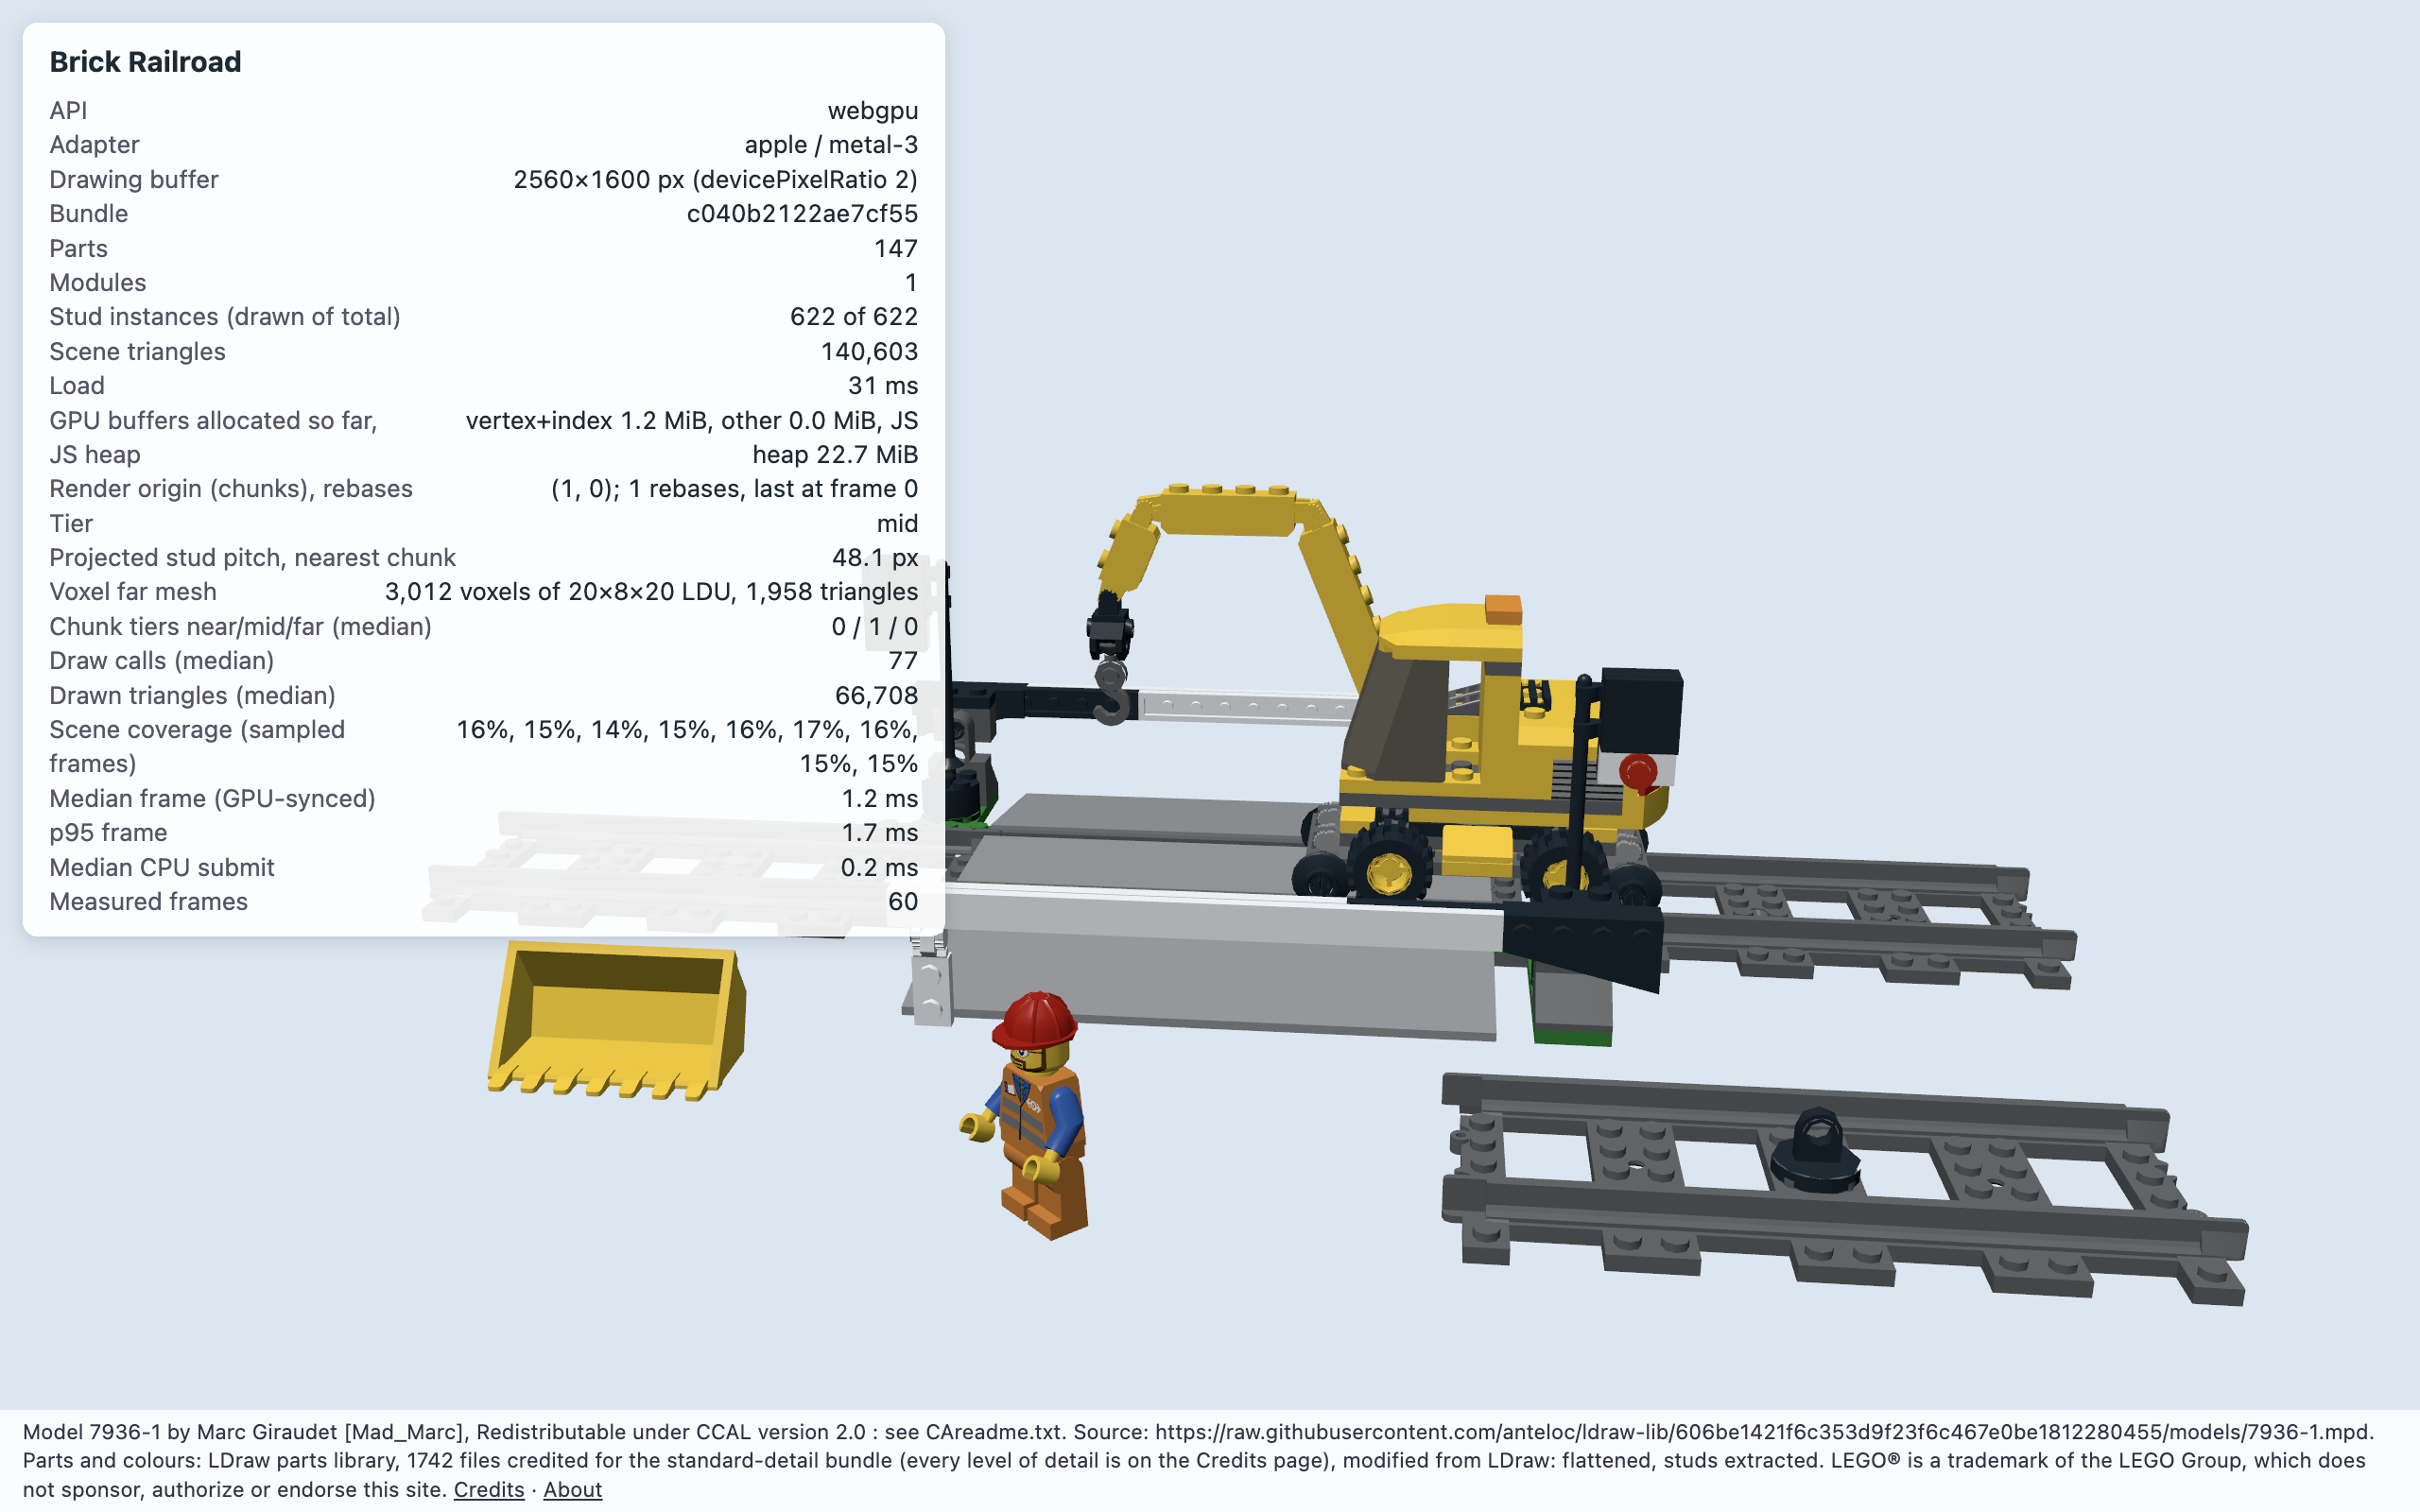 Brick Railroad
API webgpu
Adapter apple / metal-3
Drawing buffer 2560×1600 px (devicePixelRatio 2)
Bundle c040b2122ae7cf55
Parts 147
Modules 1
Stud instances (drawn of total) 622 of 622
Scene triangles 140,603
Load 31 ms
GPU buffers allocated so far, vertex+index 1.2 MiB, other 0.0 MiB, JS
JS heap heap 22.7 MiB
Render origin (chunks), rebases (1, 0); 1 rebases, last at frame 0
Tier mid
Projected stud pitch, nearest chunk 48.1 px
Voxel far mesh 3,012 voxels of 20×8×20 LDU, 1,958 triangles
Chunk tiers near/mid/far (median) 0 / 1 / 0
Draw calls (median) 77
Drawn triangles (median) 66,708
Scene coverage (sampled 16%, 15%, 14%, 15%, 16%, 17%, 16%,
frames) 15%, 15%
Median frame (GPU-synced) 1.2 ms
p95 frame 1.7 ms
Median CPU submit 0.2 ms
Measured frames 60
Model 7936-1 by Marc Giraudet [Mad_Marc], Redistributable under CCAL version 2.0 : see CAreadme.txt. Source: https://raw.githubusercontent.com/anteloc/ldraw-lib/606be1421f6c353d9f23f6c467e0be1812280455/models/7936-1.mpd.
Parts and colours: LDraw parts library, 1742 files credited for the standard-detail bundle (every level of detail is on the Credits page), modified from LDraw: flattened, studs extracted. LEGO® is a trademark of the LEGO Group, which does
not sponsor, authorize or endorse this site. Credits · About